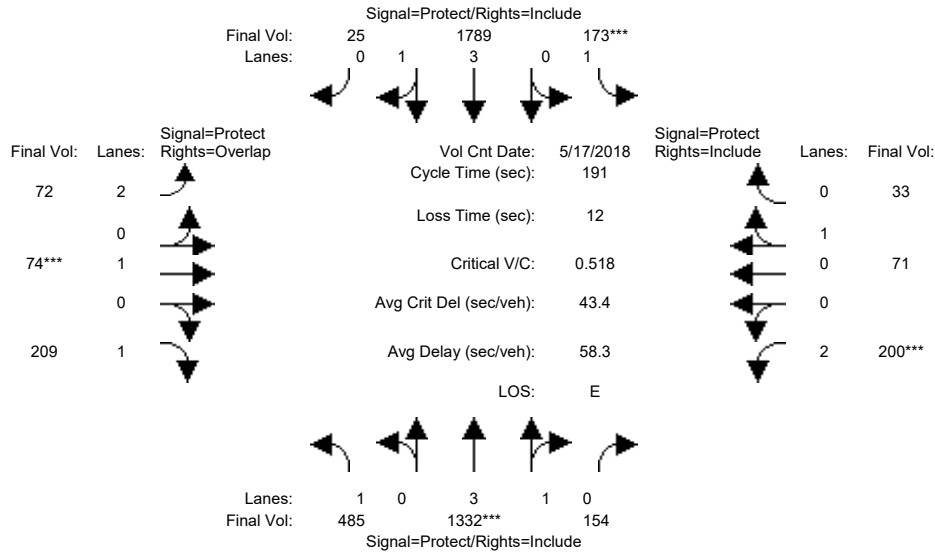 Signal=Protect/Rights=Include
Final Vol: 25 1789 173***
Lanes: 0 1 3 0 1
Signal=Protect
Final Vol: Lanes: Rights=Overlap
Vol Cnt Date: 5/17/2018
Signal=Protect
Rights=Include Lanes: Final Vol:
Cycle Time (sec): 191
72 2
0 33
Loss Time (sec): 12
0
1
74*** 1
Critical V/C: 0.518
0 71
0
Avg Crit Del (sec/veh): 43.4
0
209 1
Avg Delay (sec/veh): 58.3
2 200***
LOS: E
Lanes: 1 0 3 1 0
Final Vol: 485 1332*** 154
Signal=Protect/Rights=Include